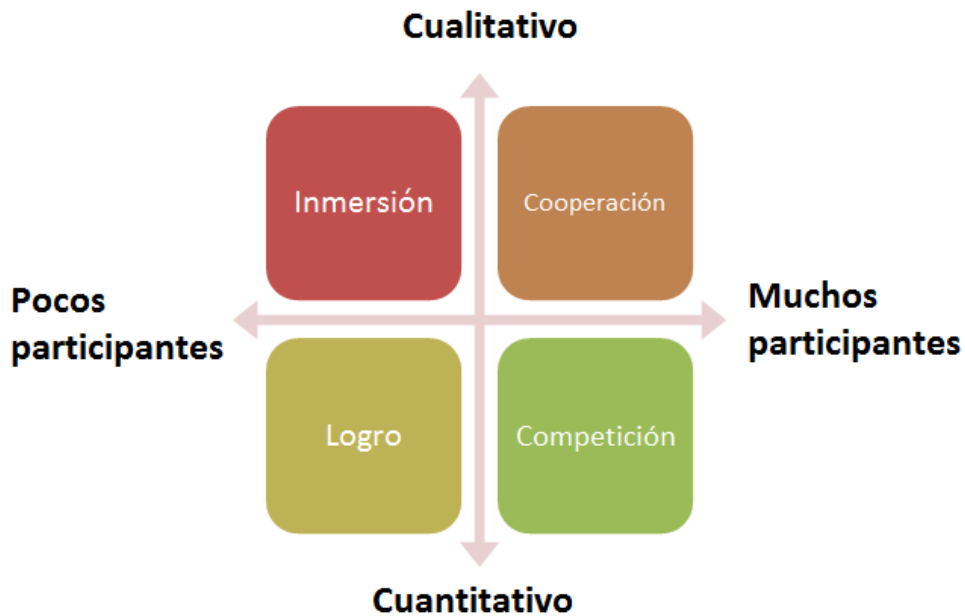 Cualitativo
Inmersión
Cooperación
Pocos
participantes
Muchos
participantes
Logro
Competición
Cuantitativo